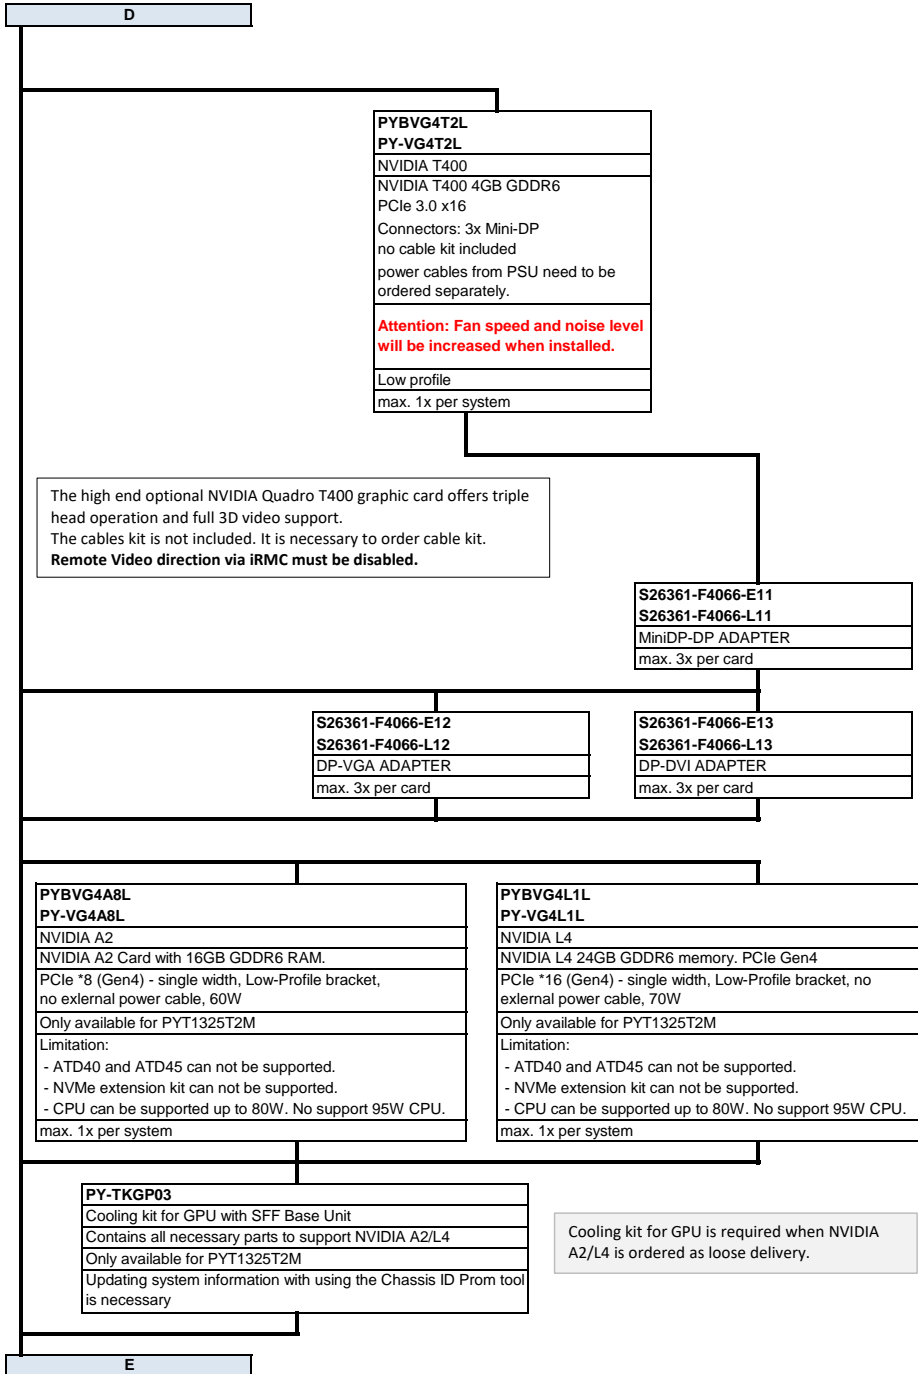 D
PYBVG4T2L
PY-VG4T2L
NVIDIA T400
NVIDIA T400 4GB GDDR6
PCIe 3.0 x16
Connectors: 3x Mini-DP
no cable kit included
power cables from PSU need to be
ordered separately.
Attention: Fan speed and noise level
will be increased when installed.
Low profile
max. 1x per system
The high end optional NVIDIA Quadro T400 graphic card offers triple
head operation and full 3D video support.
The cables kit is not included. It is necessary to order cable kit.
Remote Video direction via iRMC must be disabled.
S26361-F4066-E11
S26361-F4066-L11
MiniDP-DP ADAPTER
max. 3x per card
S26361-F4066-E12
S26361-F4066-L12
DP-VGA ADAPTER
max. 3x per card
S26361-F4066-E13
S26361-F4066-L13
DP-DVI ADAPTER
max. 3x per card
PYBVG4A8L
PY-VG4A8L
NVIDIA A2
NVIDIA A2 Card with 16GB GDDR6 RAM.
PCIe *8 (Gen4) - single width, Low-Profile bracket,
no exlernal power cable, 60W
Only available for PYT1325T2M
Limitation:
- ATD40 and ATD45 can not be supported.
- NVMe extension kit can not be supported.
- CPU can be supported up to 80W. No support 95W CPU.
max. 1x per system
PYBVG4L1L
PY-VG4L1L
NVIDIA L4
NVIDIA L4 24GB GDDR6 memory. PCIe Gen4
PCIe *16 (Gen4) - single width, Low-Profile bracket, no
exlernal power cable, 70W
Only available for PYT1325T2M
Limitation:
- ATD40 and ATD45 can not be supported.
- NVMe extension kit can not be supported.
- CPU can be supported up to 80W. No support 95W CPU.
max. 1x per system
PY-TKGP03
Cooling kit for GPU with SFF Base Unit
Contains all necessary parts to support NVIDIA A2/L4
Only available for PYT1325T2M
Updating system information with using the Chassis ID Prom tool
is necessary
Cooling kit for GPU is required when NVIDIA
A2/L4 is ordered as loose delivery.
E